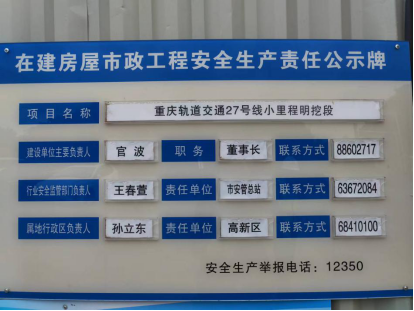 在建房屋市政工程安全生产责任公示牌
项目名称 重庆轨道交通27号线小里程明挖段
建设单位主要负责人 官波 职务 董事长 联系方式 88602717
行业安全监管部门负责人 王春萱 责任单位 市安管总站 联系方式 63672084
属地行政区负责人 孙立东 责任单位 高新区 联系方式 68410100
安全生产举报电话：12350